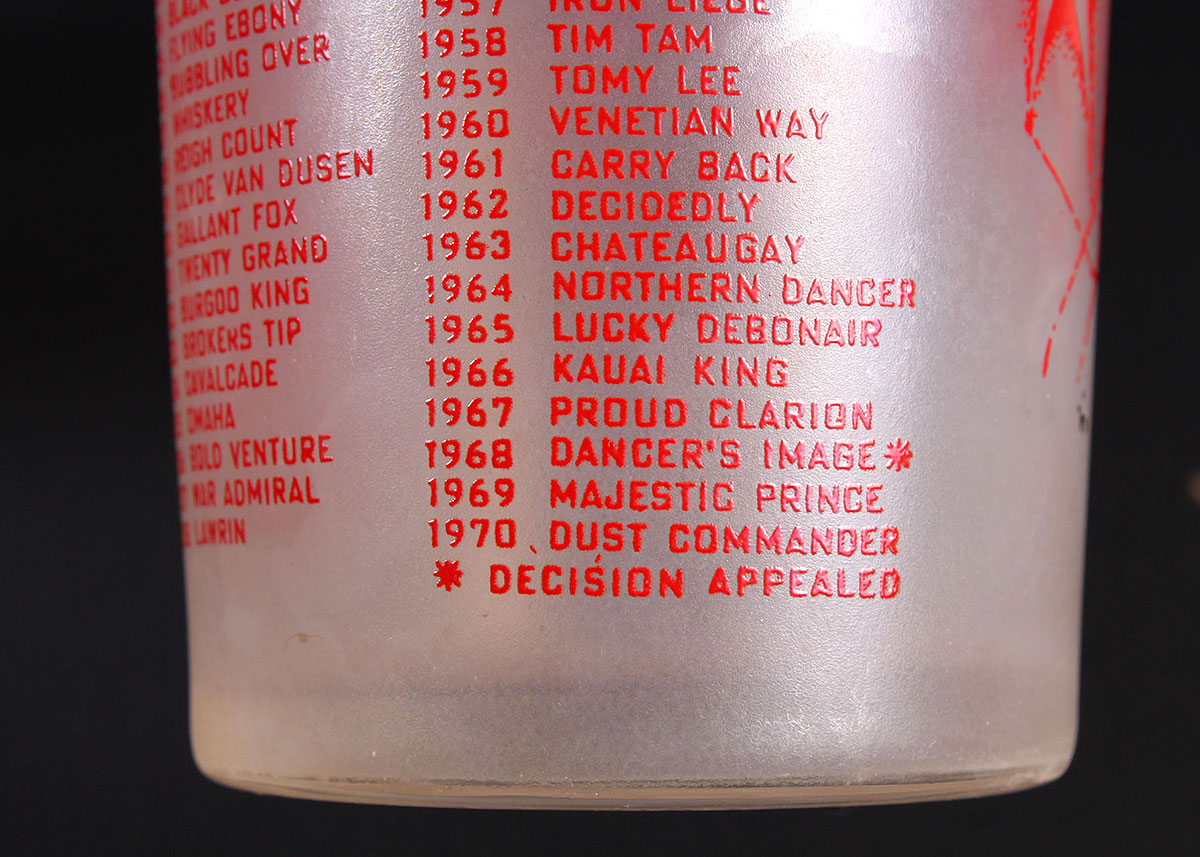 FLYING EBONY
BUBBLING OVER
WHISKERY
REIGH COUNT
CLYDE VAN DUSEN
GALLANT FOX
TWENTY GRAND
BURGOO KING
BROKERS TIP
CAVALCADE
OMAHA
BOLD VENTURE
WAR ADMIRAL
LAWRIN
1957 IRON LIEGE
1958 TIM TAM
1959 TOMY LEE
1960 VENETIAN WAY
1961 CARRY BACK
1962 DECIDEDLY
1963 CHATEAUGAY
1964 NORTHERN DANCER
1965 LUCKY DEBONAIR
1966 KAUAI KING
1967 PROUD CLARION
1968 DANCER'S IMAGE*
1969 MAJESTIC PRINCE
1970 DUST COMMANDER
* DECISION APPEALED